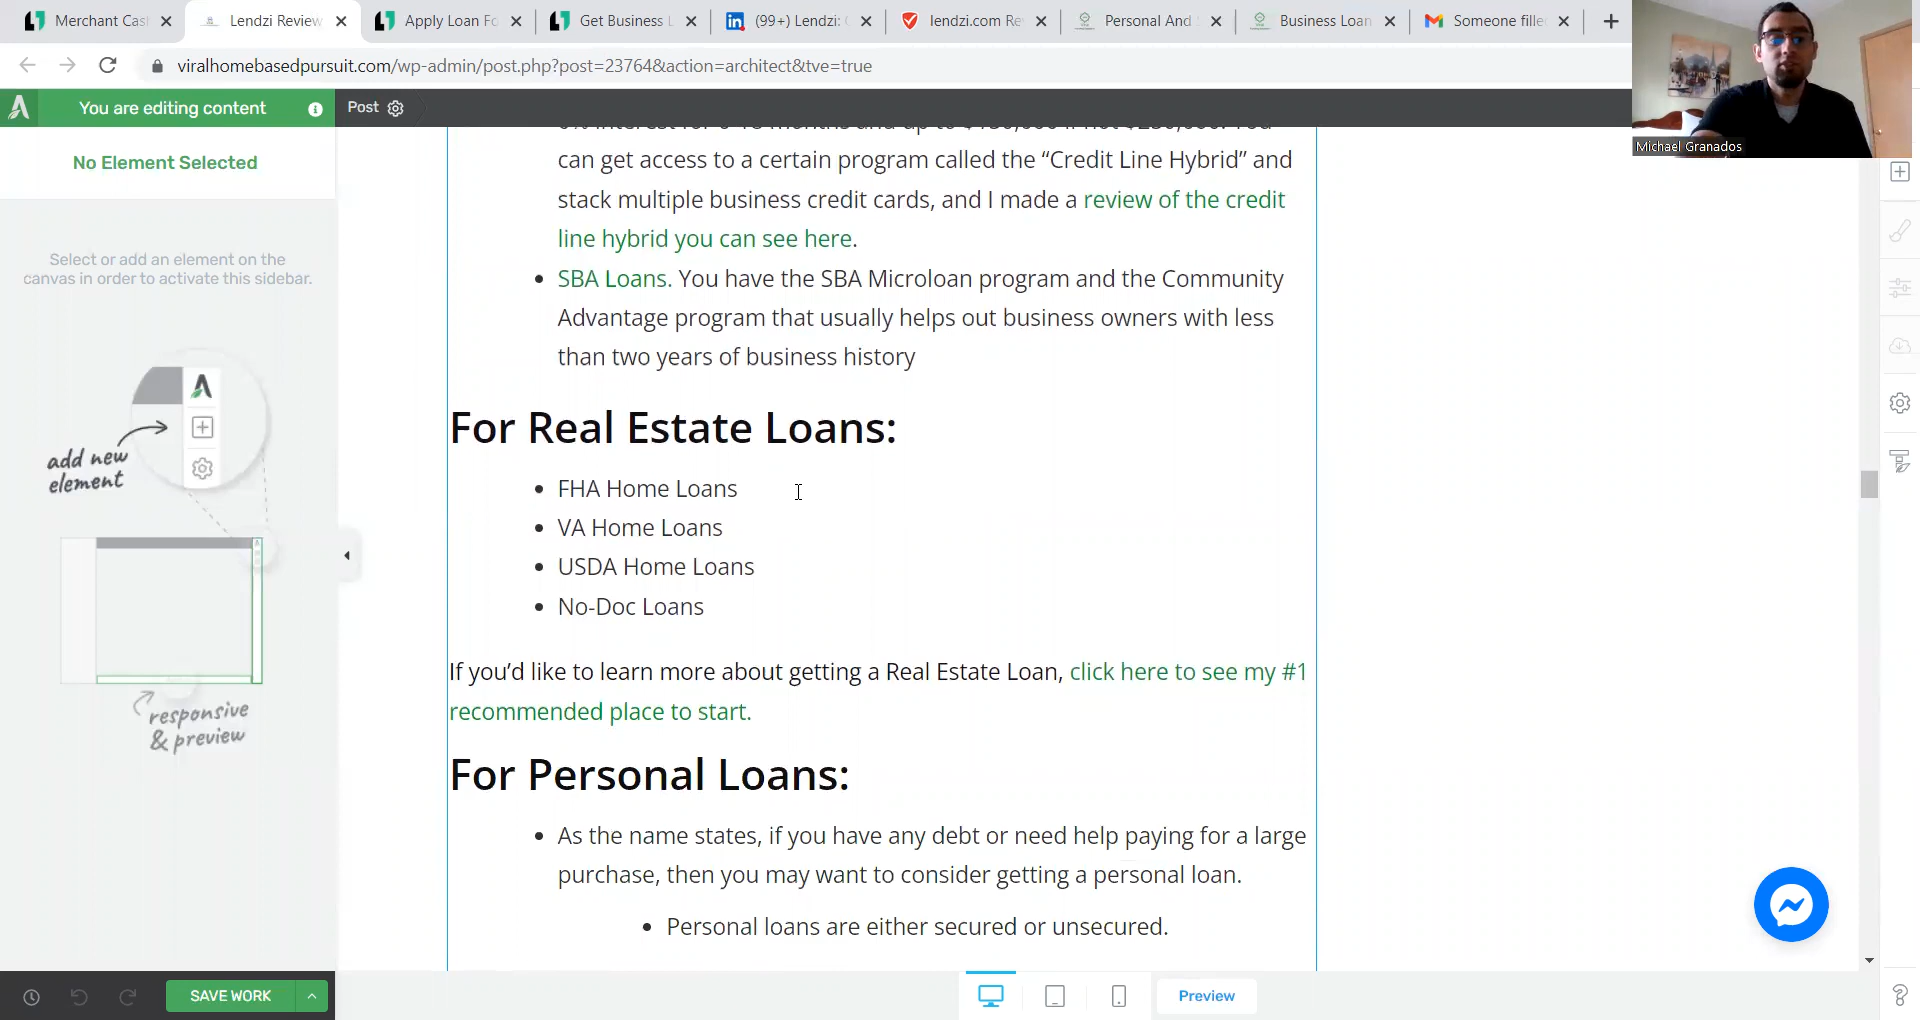 Merchant Cas
Lendzi Review
Apply Loan Fo
Get Business L
(99+) Lendzi:
lendzi.com Re
Personal And
Business Loan
Someone fille
viralhomebasedpursuit.com/wp-admin/post.php?post=23764&action=architect&tve=true
You are editing content
Post
No Element Selected
Select or add an element on the
canvas in order to activate this sidebar.
add new
element
responsive
& preview
SAVE WORK
can get access to a certain program called the “Credit Line Hybrid” and
stack multiple business credit cards, and I made a review of the credit
line hybrid you can see here.
SBA Loans. You have the SBA Microloan program and the Community
Advantage program that usually helps out business owners with less
than two years of business history
For Real Estate Loans:
FHA Home Loans
VA Home Loans
USDA Home Loans
No-Doc Loans
If you’d like to learn more about getting a Real Estate Loan, click here to see my #1
recommended place to start.
For Personal Loans:
As the name states, if you have any debt or need help paying for a large
purchase, then you may want to consider getting a personal loan.
Personal loans are either secured or unsecured.
Preview
Michael Granados